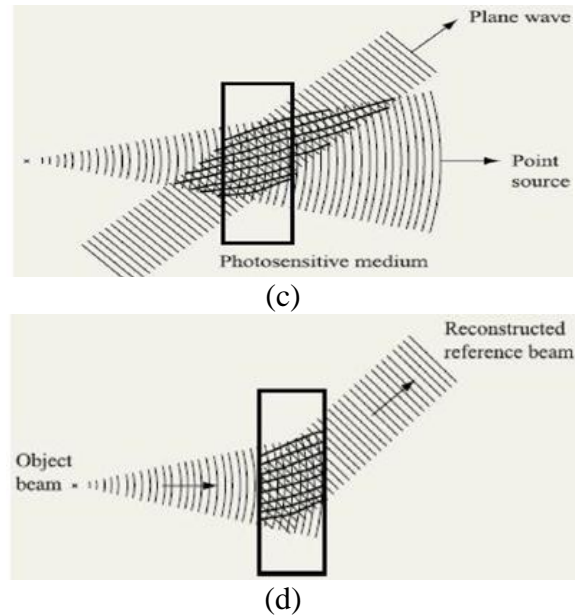 Plane wave
Point
source
Photosensitive medium
(c)
Reconstructed
reference beam
Object
beam
(d)